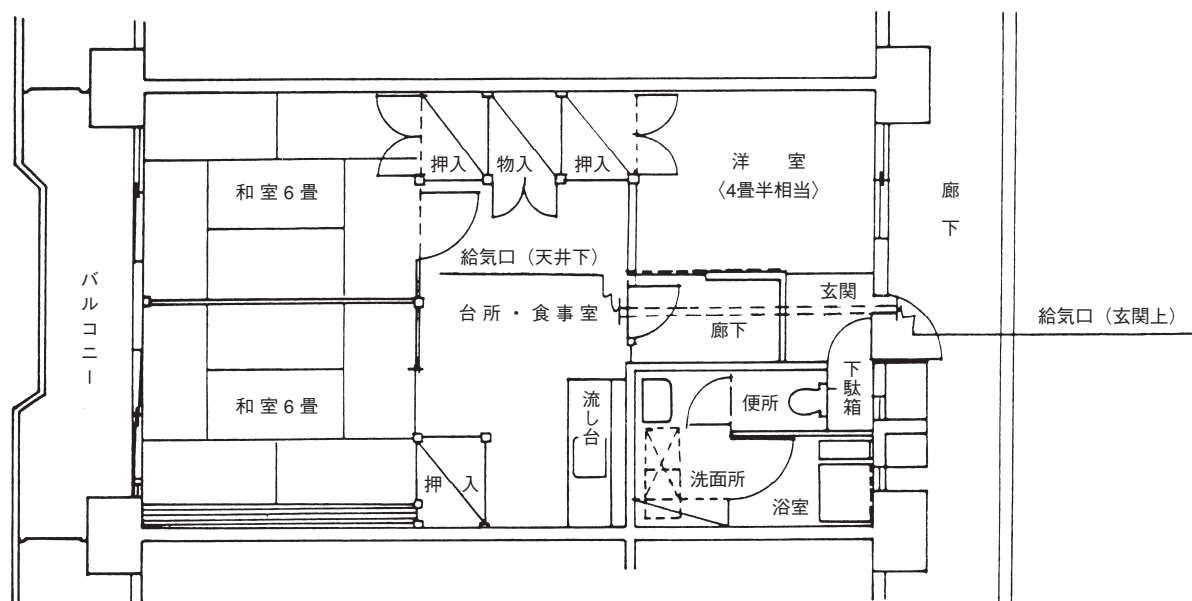 押入
物入
押入
洋室
〈4畳半相当〉
和室6畳
廊下
給気口（天井下）
バルコニー
玄関
台所・食事室
廊下
給気口（玄関上）
下駄箱
便所
流し台
和室6畳
洗面所
押入
浴室